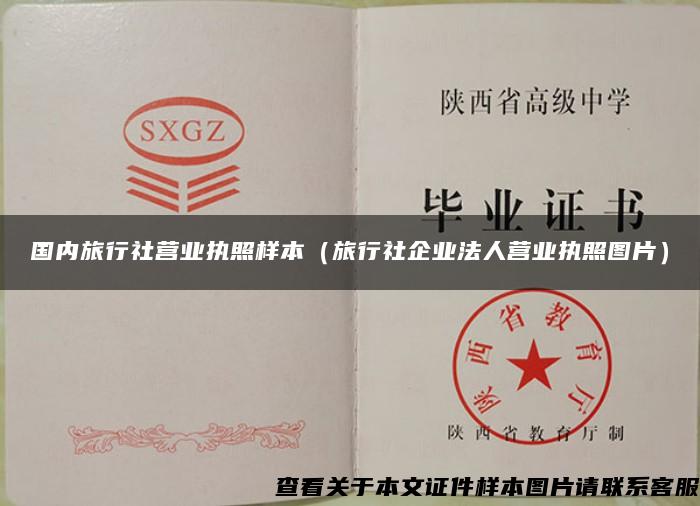 SXGZ
陕西省高级中学
毕业证书
国内旅行社营业执照样本（旅行社企业法人营业执照图片）
陕西省教育厅
陕西省教育厅制
查看关于本文证件样本图片请联系客服